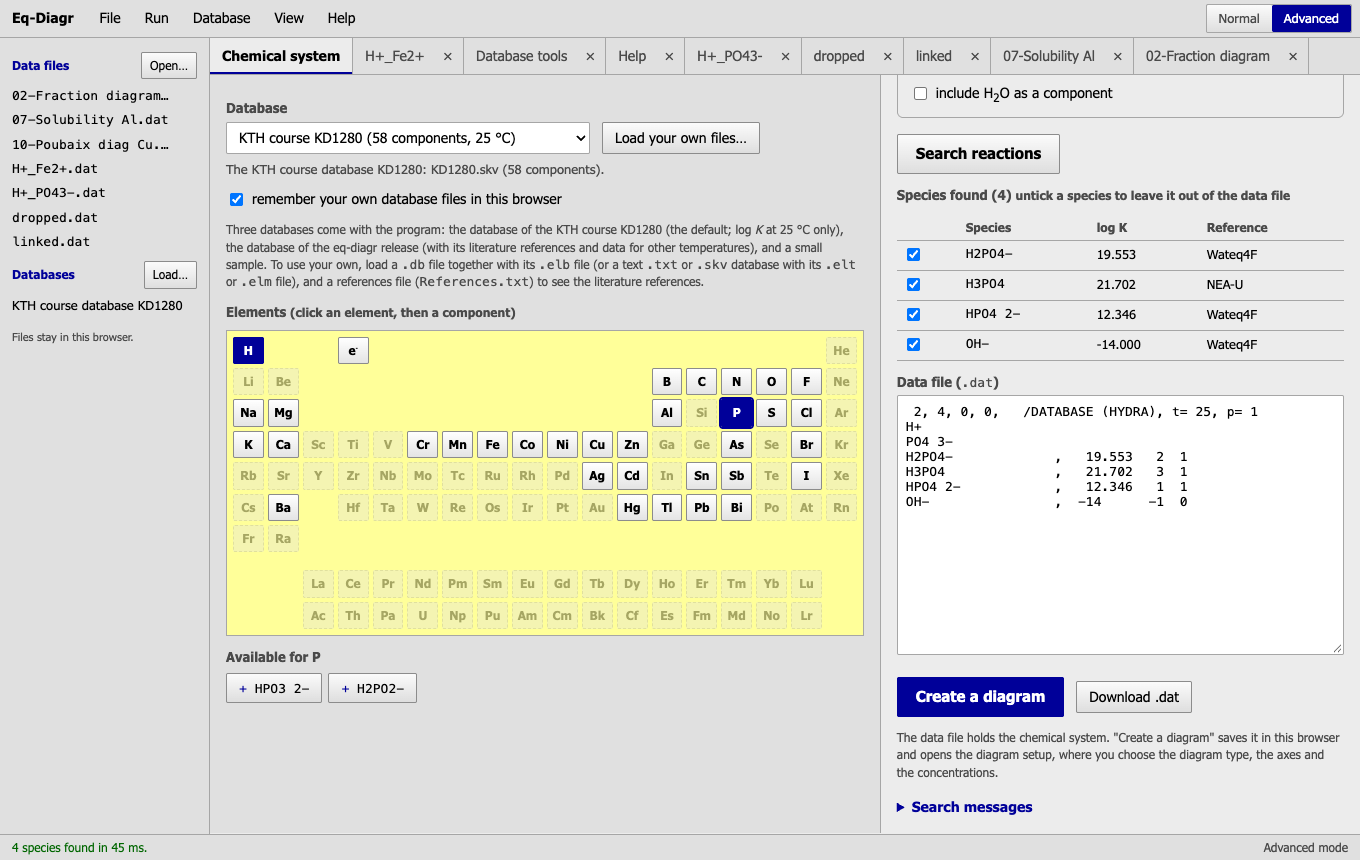 Eq-Diagr File Run Database View Help Normal Advanced
Data files Open...
02-Fraction diagram…
07-Solubility Al.dat
10-Poubaix diag Cu.…
H+_Fe2+.dat
H+_PO43-.dat
dropped.dat
linked.dat
Databases Load...
KTH course database KD1280
Files stay in this browser.
Chemical system H+_Fe2+ × Database tools × Help × H+_PO43- × dropped × linked × 07-Solubility Al × 02-Fraction diagram ×
Database
KTH course KD1280 (58 components, 25 °C) Load your own files...
The KTH course database KD1280: KD1280.skv (58 components).
remember your own database files in this browser
Three databases come with the program: the database of the KTH course KD1280 (the default; log K at 25 °C only),
the database of the eq-diagr release (with its literature references and data for other temperatures), and a small
sample. To use your own, load a .db file together with its .elb file (or a text .txt or .skv database with its .elt
or .elm file), and a references file (References.txt) to see the literature references.
Elements (click an element, then a component)
H e- He
Li Be B C N O F Ne
Na Mg Al Si P S Cl Ar
K Ca Sc Ti V Cr Mn Fe Co Ni Cu Zn Ga Ge As Se Br Kr
Rb Sr Y Zr Nb Mo Tc Ru Rh Pd Ag Cd In Sn Sb Te I Xe
Cs Ba Hf Ta W Re Os Ir Pt Au Hg Tl Pb Bi Po At Rn
Fr Ra
La Ce Pr Nd Pm Sm Eu Gd Tb Dy Ho Er Tm Yb Lu
Ac Th Pa U Np Pu Am Cm Bk Cf Es Fm Md No Lr
Available for P
+ HPO3 2- + H2PO2-
include H2O as a component
Search reactions
Species found (4) untick a species to leave it out of the data file
Species log K Reference
H2PO4- 19.553 Wateq4F
H3PO4 21.702 NEA-U
HPO4 2- 12.346 Wateq4F
OH- -14.000 Wateq4F
Data file (.dat)
2, 4, 0, 0, /DATABASE (HYDRA), t= 25, p= 1
H+
PO4 3-
H2PO4- , 19.553 2 1
H3PO4 , 21.702 3 1
HPO4 2- , 12.346 1 1
OH- , -14 -1 0
Create a diagram Download .dat
The data file holds the chemical system. "Create a diagram" saves it in this browser
and opens the diagram setup, where you choose the diagram type, the axes and
the concentrations.
Search messages
4 species found in 45 ms. Advanced mode